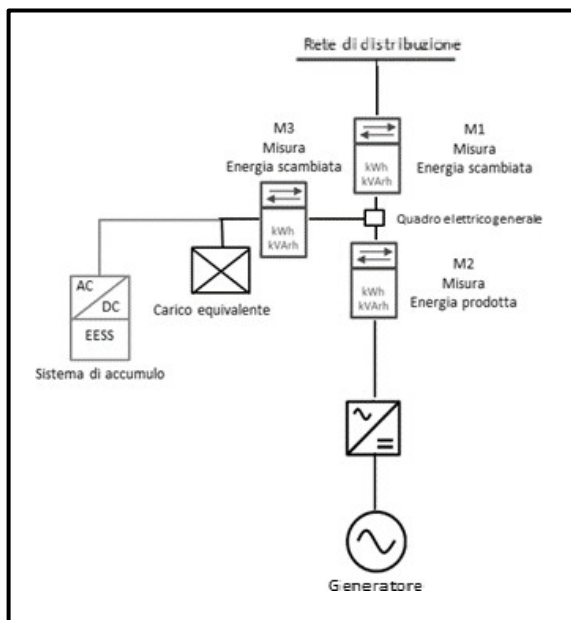 Rete di distribuzione
M3
Misura
Energia scambiata
M1
Misura
Energia scambiata
kWh
kVArh
kWh
kVArh
Quadro elettrico generale
M2
Misura
Energia prodotta
kWh
kVArh
AC
DC
EESS
Carico equivalente
Sistema di accumulo
Generatore